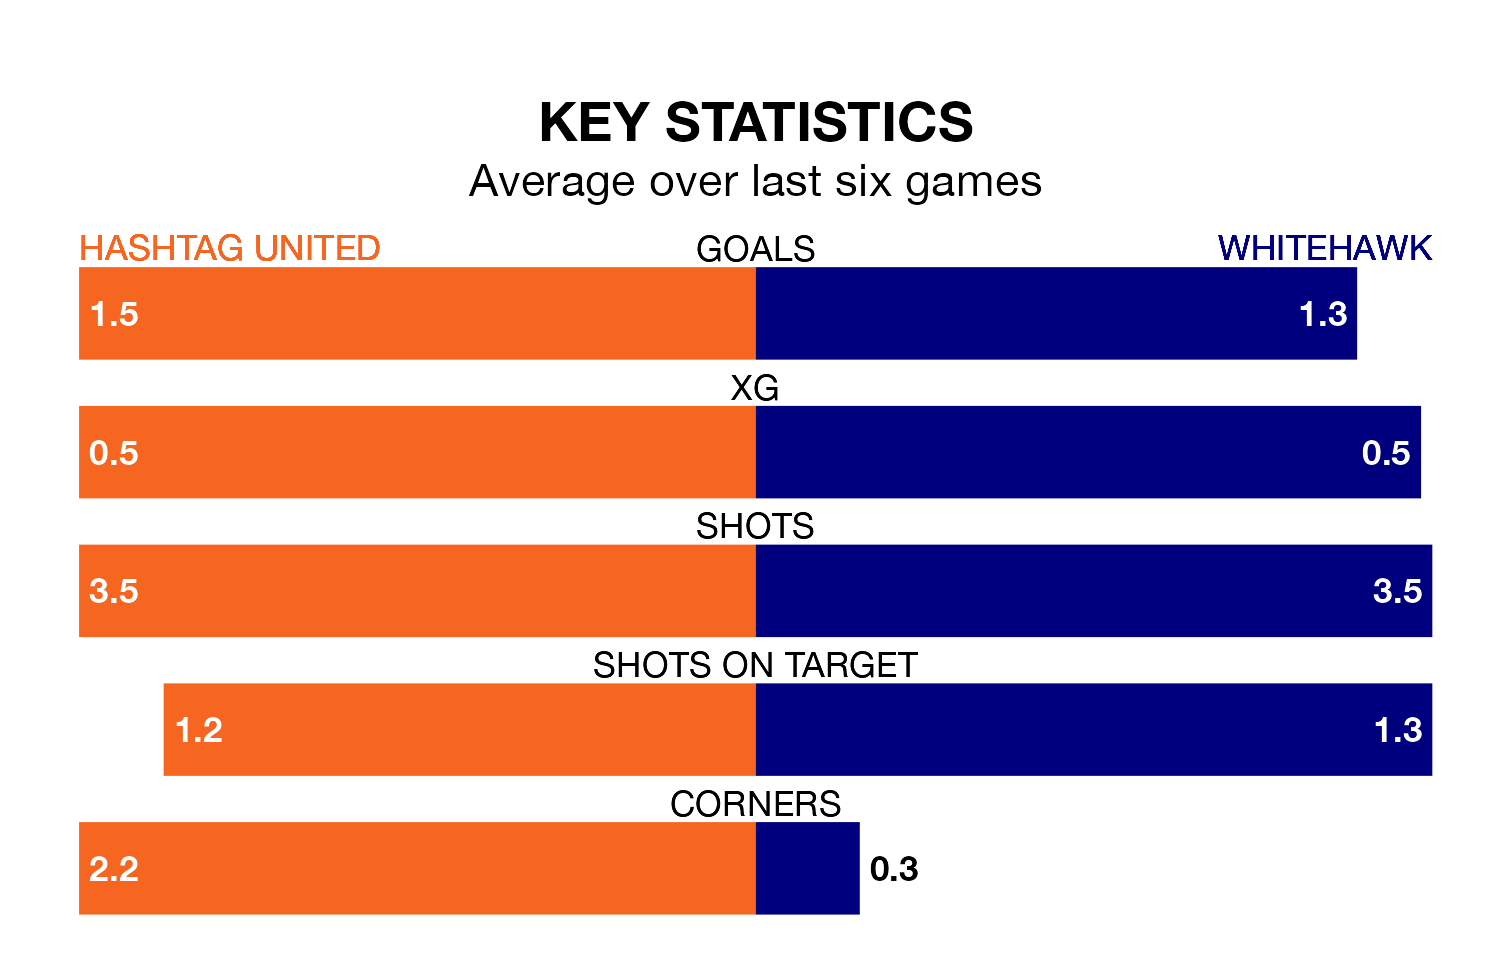 KEY STATISTICS
Average over last six games
HASHTAG UNITED GOALS WHITEHAWK
1.5 1.3
XG
0.5 0.5
SHOTS
3.5 3.5
SHOTS ON TARGET
1.2 1.3
CORNERS
2.2 0.3